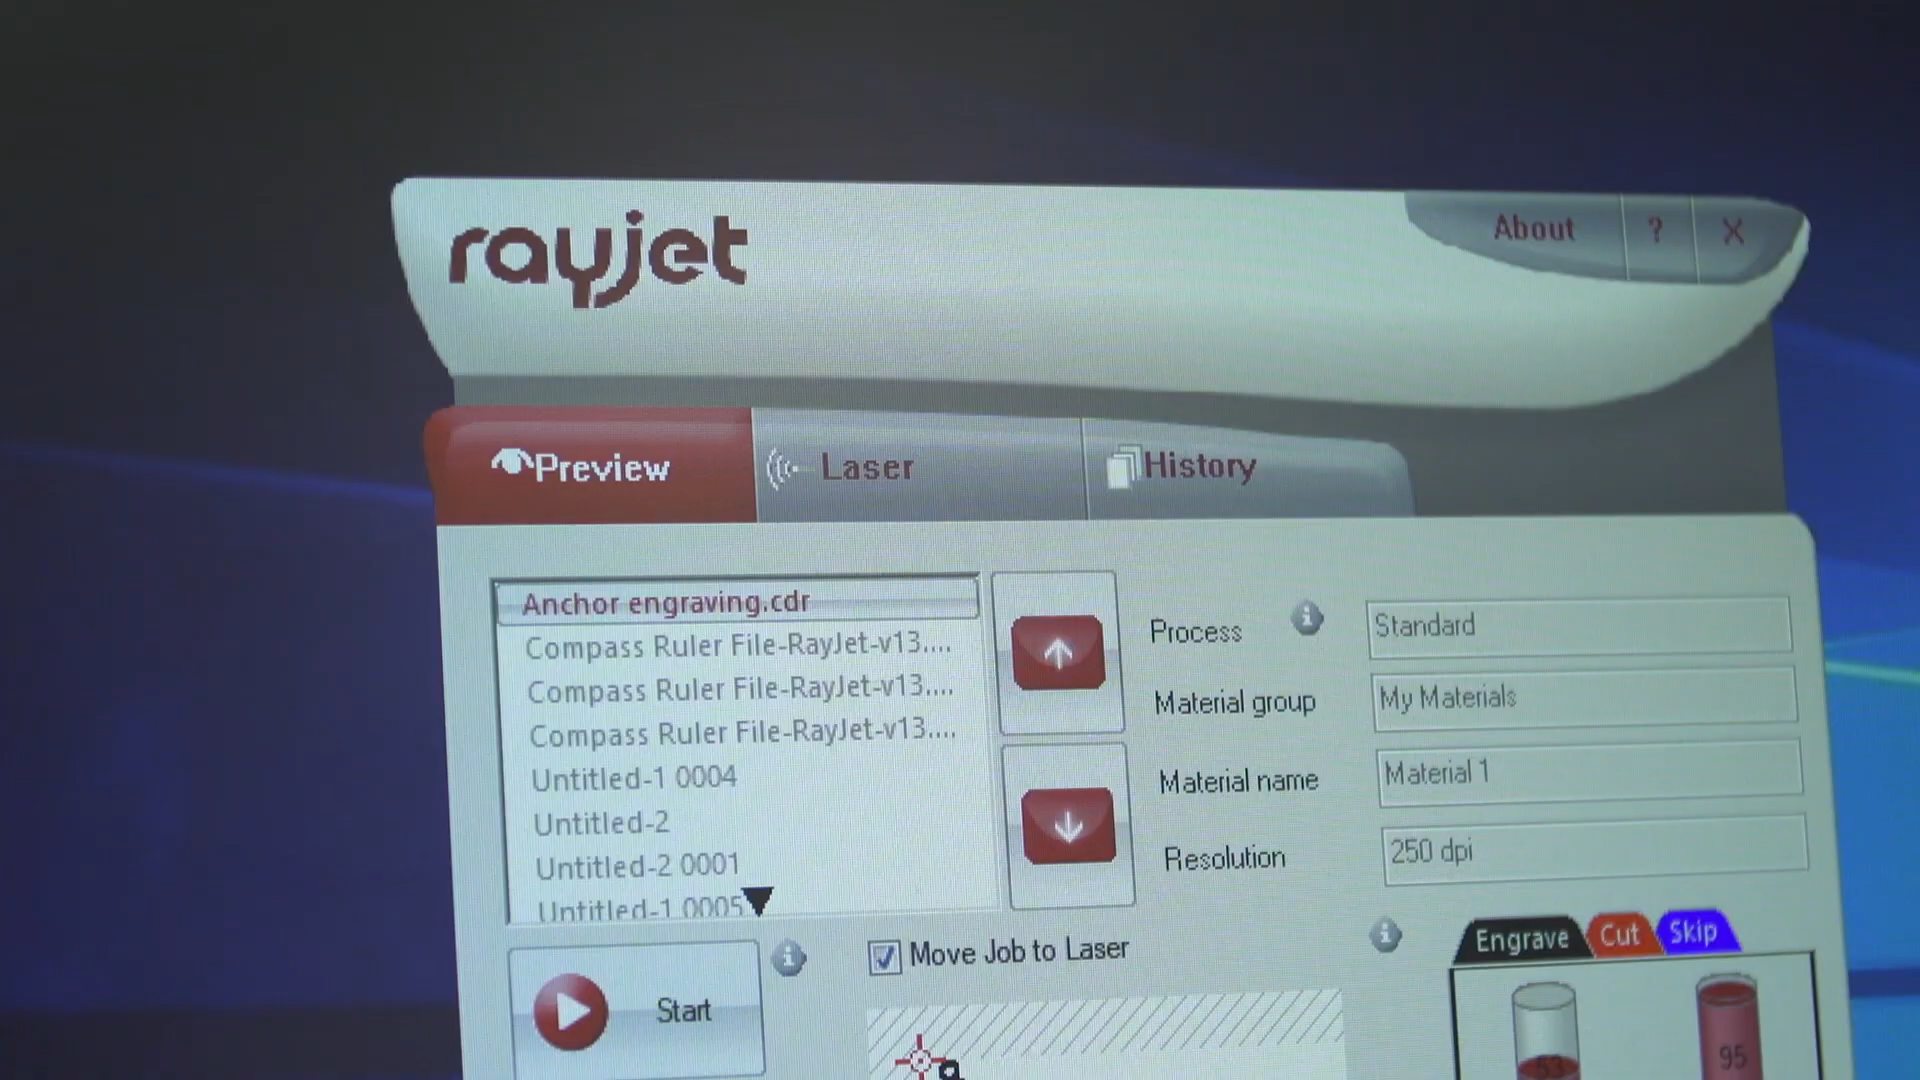 rayjet
About ? X
Preview
Laser
History
Anchor engraving.cdr
Compass Ruler File-RayJet-v13....
Compass Ruler File-RayJet-v13....
Compass Ruler File-RayJet-v13....
Untitled-1 0004
Untitled-2
Untitled-2 0001
Untitled-1 0005
Process
Standard
Material group
My Materials
Material name
Material 1
Resolution
250 dpi
Start
Move Job to Laser
Engrave
Cut
Skip
53
95